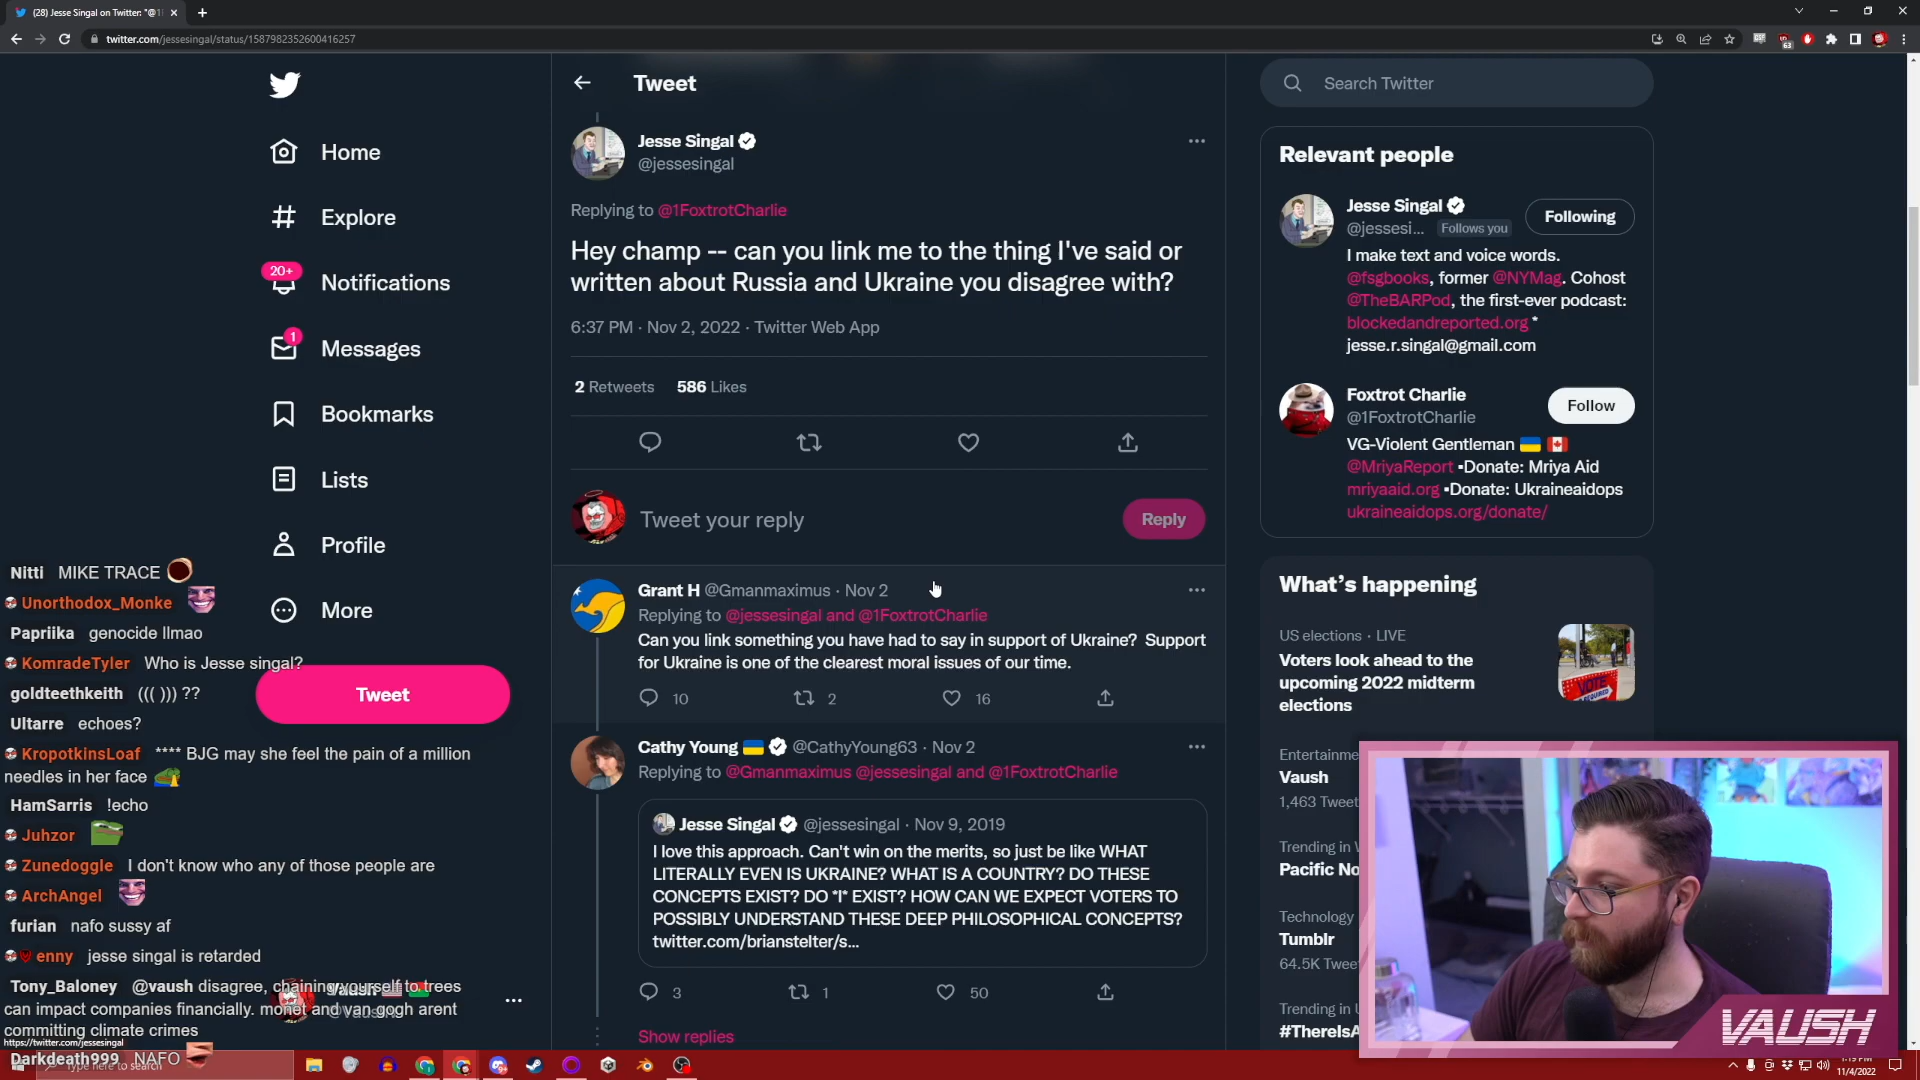 (28) Jesse Singal on Twitter: "@1
twitter.com/jessesingal/status/1587982352600416257
63
Home
Explore
20+
Notifications
1
Messages
Bookmarks
Lists
Profile
More
Tweet
Tweet
Jesse Singal
@jessesingal
Replying to @1FoxtrotCharlie
Hey champ -- can you link me to the thing I've said or
written about Russia and Ukraine you disagree with?
6:37 PM · Nov 2, 2022 · Twitter Web App
2 Retweets 586 Likes
Tweet your reply
Reply
Grant H @Gmanmaximus · Nov 2
Replying to @jessesingal and @1FoxtrotCharlie
Can you link something you have had to say in support of Ukraine? Support
for Ukraine is one of the clearest moral issues of our time.
10 2 16
Cathy Young @CathyYoung63 · Nov 2
Replying to @Gmanmaximus @jessesingal and @1FoxtrotCharlie
Jesse Singal @jessesingal · Nov 9, 2019
I love this approach. Can't win on the merits, so just be like WHAT
LITERALLY EVEN IS UKRAINE? WHAT IS A COUNTRY? DO THESE
CONCEPTS EXIST? DO *I* EXIST? HOW CAN WE EXPECT VOTERS TO
POSSIBLY UNDERSTAND THESE DEEP PHILOSOPHICAL CONCEPTS?
twitter.com/brianstelter/s...
3 1 50
Show replies
Search Twitter
Relevant people
Jesse Singal
@jessesi... Follows you
Following
I make text and voice words.
@fsgbooks, former @NYMag. Cohost
@TheBARPod, the first-ever podcast:
blockedandreported.org *
jesse.r.singal@gmail.com
Foxtrot Charlie
@1FoxtrotCharlie
Follow
VG-Violent Gentleman
@MriyaReport ▪Donate: Mriya Aid
mriyaaid.org ▪Donate: Ukraineaidops
ukraineaidops.org/donate/
What's happening
US elections · LIVE
Voters look ahead to the
upcoming 2022 midterm
elections
VOTE
Entertainme
Vaush
1,463 Tweet
Trending in
Pacific No
Technology
Tumblr
64.5K Twee
Trending in
#ThereIsA
VAUSH
Nitti MIKE TRACE
Unorthodox_Monke
Papriika genocide llmao
KomradeTyler Who is Jesse singal?
goldteethkeith ((( ))) ??
Ultarre echoes?
KropotkinsLoaf **** BJG may she feel the pain of a million
needles in her face
HamSarris !echo
Juhzor
Zunedoggle I don't know who any of those people are
ArchAngel
furian nafo sussy af
enny jesse singal is retarded
Tony_Baloney @vaush disagree, chaining yourself to trees
can impact companies financially. monet and van gogh arent
committing climate crimes
Vaush
@Vaush
https://twitter.com/jessesingal
Darkdeath999 NAFO
Type here to search
1:19 PM
11/4/2022